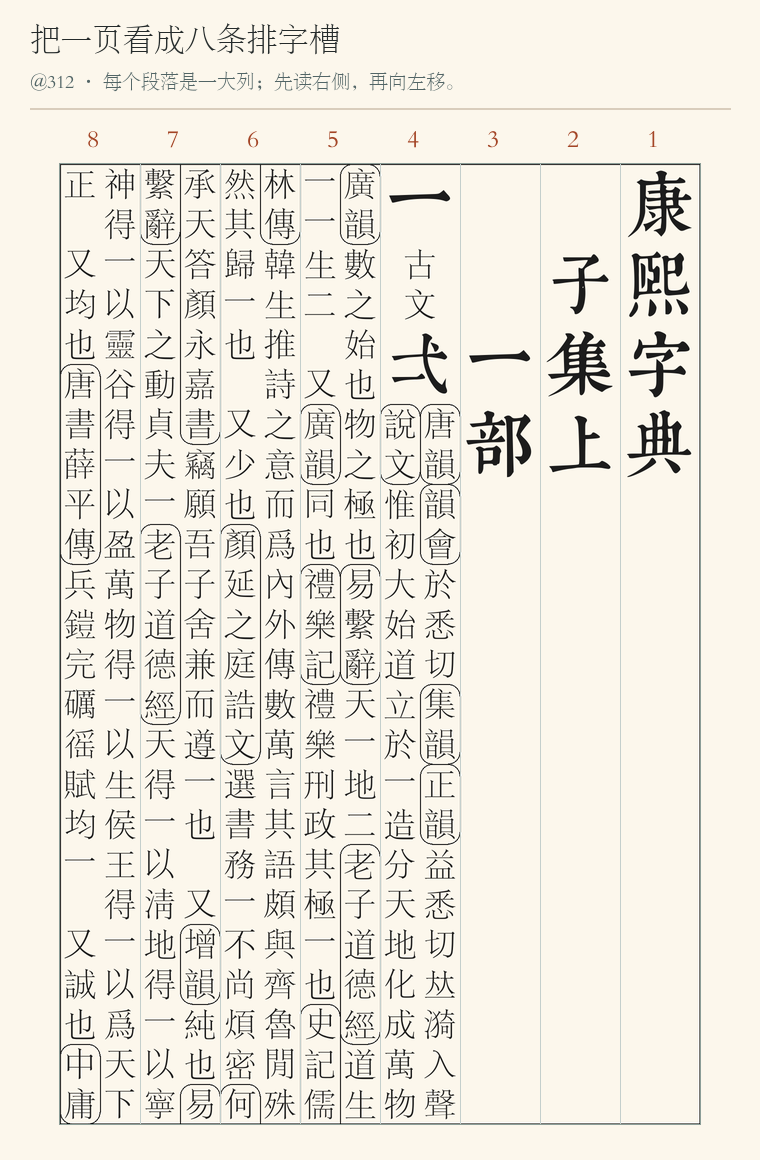 把一页看成八条排字槽
@312 · 每个段落是一大列；先读右侧，再向左移。
8 7 6 5 4 3 2 1
康熙字典
子集上
一部
一 古文 弌
唐韻韻會於悉切集韻正韻益悉切𠀤漪入聲
說文惟初大始道立於一造分天地化成萬物
廣韻數之始也物之極也易繫辭天一地二老子道德經道生
一一生二 又廣韻同也禮樂記禮樂刑政其極一也史記儒
林傳韓生推詩之意而爲內外傳數萬言其語頗與齊魯閒殊
然其歸一也 又少也顏延之庭誥文選書務一不尚煩密何
承天答顏永嘉書竊願吾子舍兼而遵一也 又增韻純也易
繫辭天下之動貞夫一老子道德經天得一以淸地得一以寧
神得一以靈谷得一以盈萬物得一以生侯王得一以爲天下
正 又均也唐書薛平傳兵鎧完礪徭賦均一 又誠也中庸